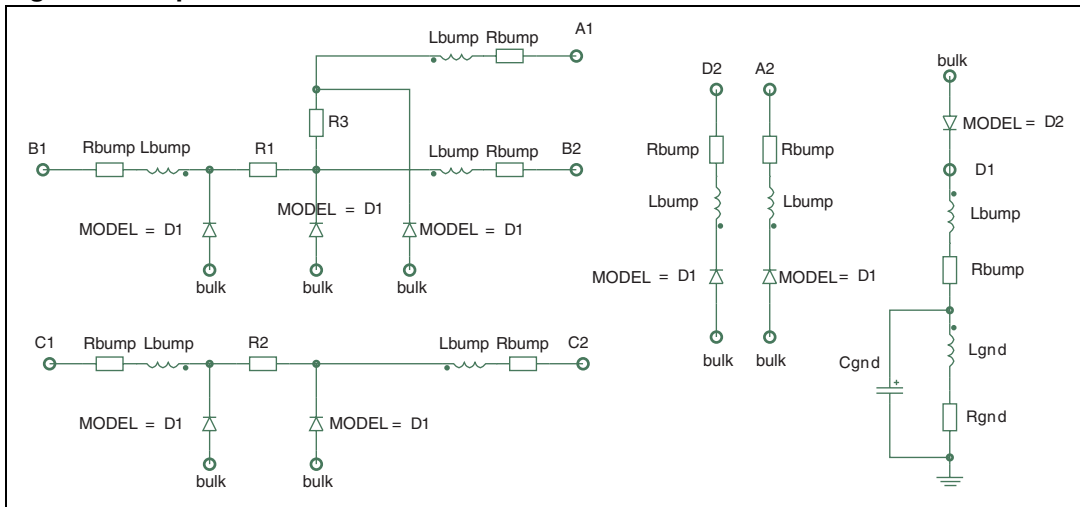 A1
Lbump Rbump
R3
B1
Rbump Lbump
R1
Lbump Rbump
B2
MODEL = D1
MODEL = D1
MODEL = D1
bulk
bulk
bulk
C1
Rbump Lbump
R2
Lbump Rbump
C2
MODEL = D1
MODEL = D1
bulk
bulk
D2
A2
Rbump
Rbump
Lbump
Lbump
MODEL = D1
MODEL= D1
bulk
bulk
bulk
MODEL = D2
D1
Lbump
Rbump
Cgnd
+
Lgnd
Rgnd